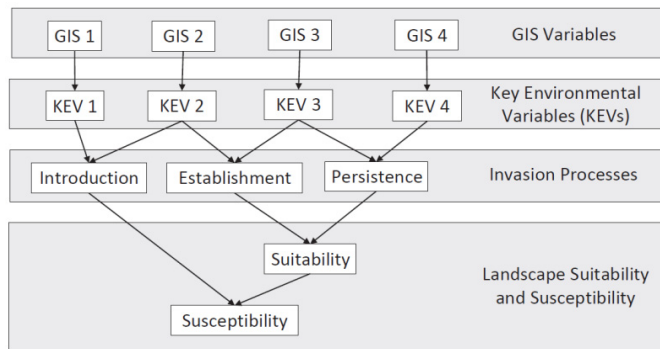 GIS 1 GIS 2 GIS 3 GIS 4 GIS Variables
KEV 1 KEV 2 KEV 3 KEV 4 Key Environmental
Variables (KEVs)
Introduction Establishment Persistence Invasion Processes
Suitability
Landscape Suitability
and Susceptibility
Susceptibility